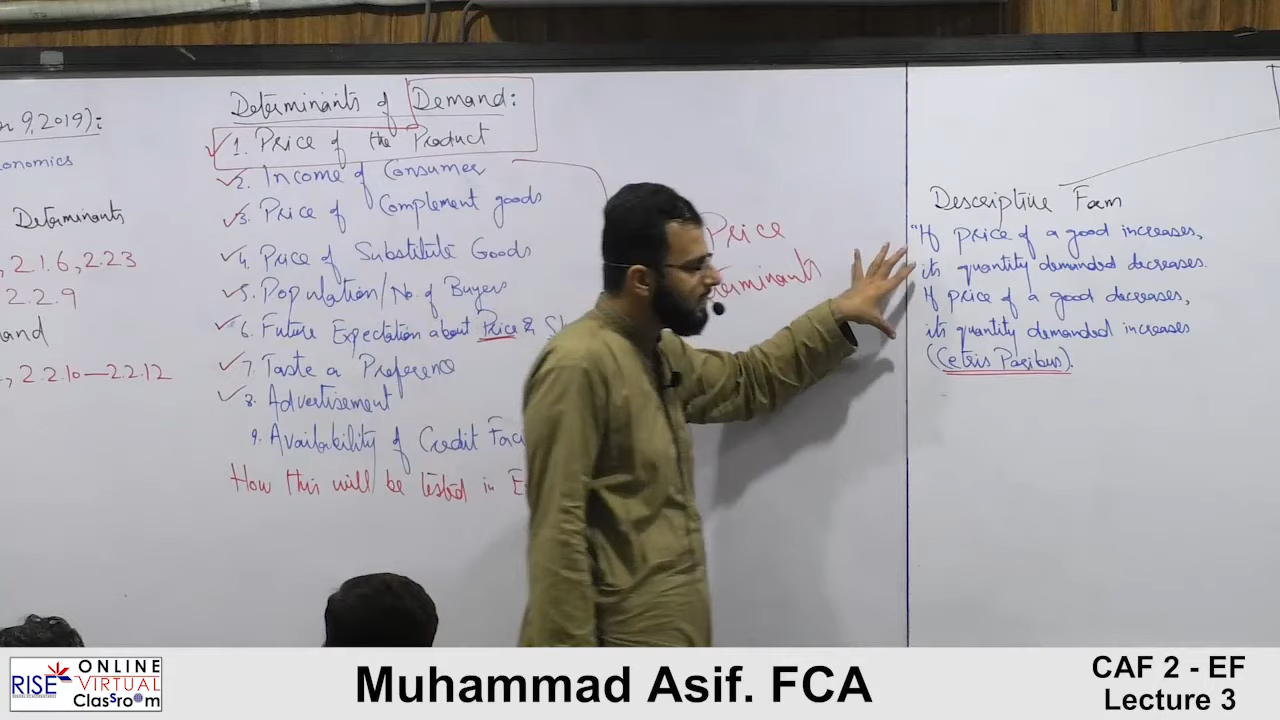 9, 2019):
onomics
Determinants
, 2.1.6, 2.2.3
2.2.9
and
, 2.2.10—2.2.12
Determinants of Demand:
1. Price of the Product
2. Income of Consumer
3. Price of Complement goods
4. Price of Substitute Goods
5. Population/No. of Buyers
6. Future Expectation about Price &
7. Taste & Preference
8. Advertisement
9. Availability of Credit
How this will be tested in
Price
Descriptive Form
"If price of a good increases,
its quantity demanded decreases.
If price of a good decreases,
its quantity demanded increases
(Cetris Paribus).
RISE ONLINE VIRTUAL Classroom
Muhammad Asif. FCA
CAF 2 - EF
Lecture 3